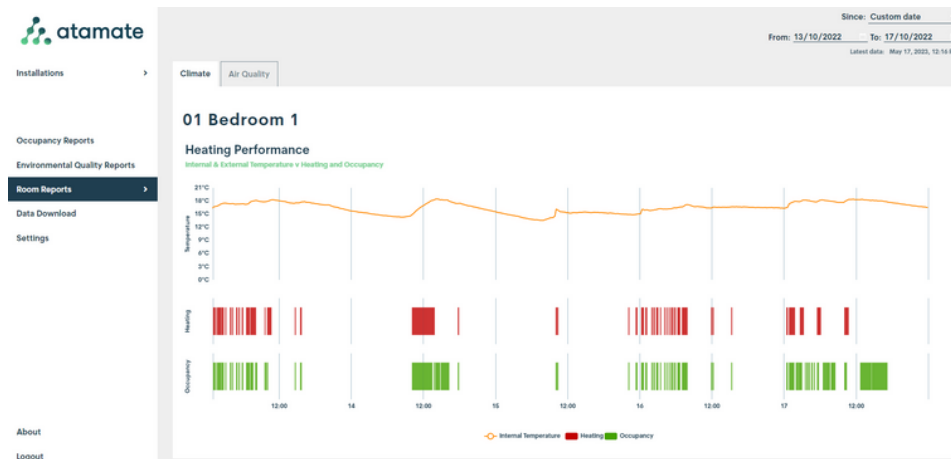 atamate
Since: Custom date
From: 13/10/2022 To: 17/10/2022
Latest data: May 17, 2023, 12:16
Installations
Climate
Air Quality
01 Bedroom 1
Occupancy Reports
Heating Performance
Environmental Quality Reports
Internal & External Temperature v Heating and Occupancy
Room Reports
Data Download
Settings
Temperature
21°C
18°C
15°C
12°C
9°C
6°C
3°C
0°C
Heating
Occupancy
12:00 14 12:00 15 12:00 16 12:00 17 12:00
Internal Temperature Heating Occupancy
About
Logout